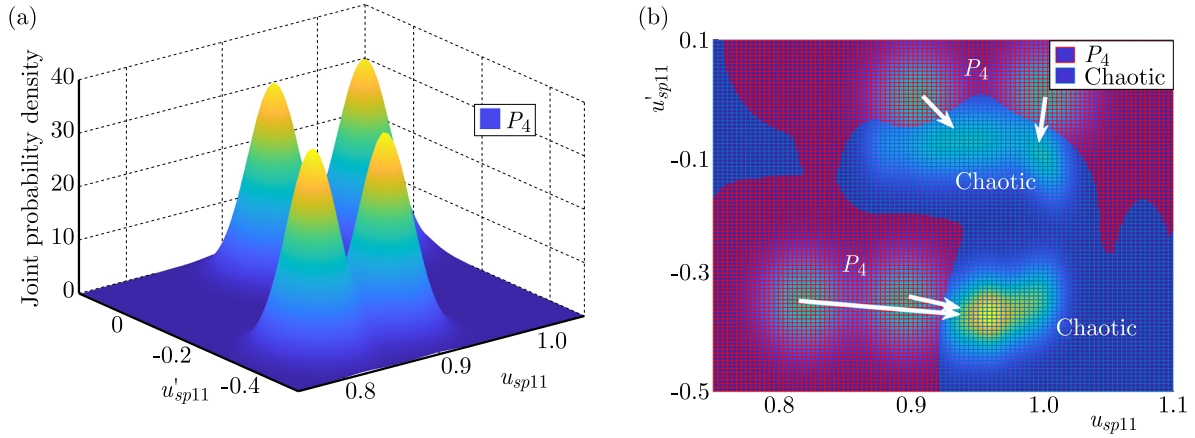 (a)
Joint probability density
40
30
20
10
0
0
-0.2
-0.4
u'sp11
0.8
0.9
1.0
usp11
P4
(b)
u'sp11
0.1
-0.1
-0.3
-0.5
0.8
0.9
1.0
1.1
usp11
P4
Chaotic
P4
Chaotic
P4
Chaotic